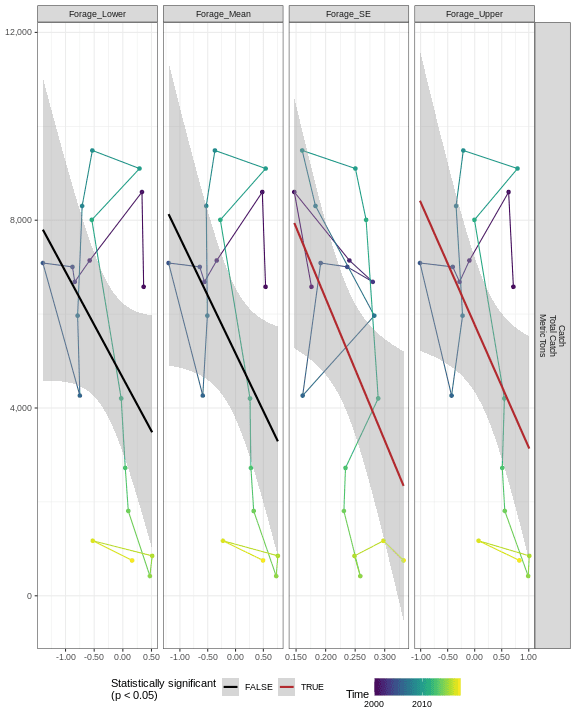 Forage_Lower Forage_Mean Forage_SE Forage_Upper
12,000
8,000
4,000
0
Catch
Total Catch
Metric Tons
-1.00 -0.50 0.00 0.50 -1.00 -0.50 0.00 0.50 0.150 0.200 0.250 0.300 -1.00 -0.50 0.00 0.50 1.00
Statistically significant
(p < 0.05)
FALSE TRUE
Time
2000 2010